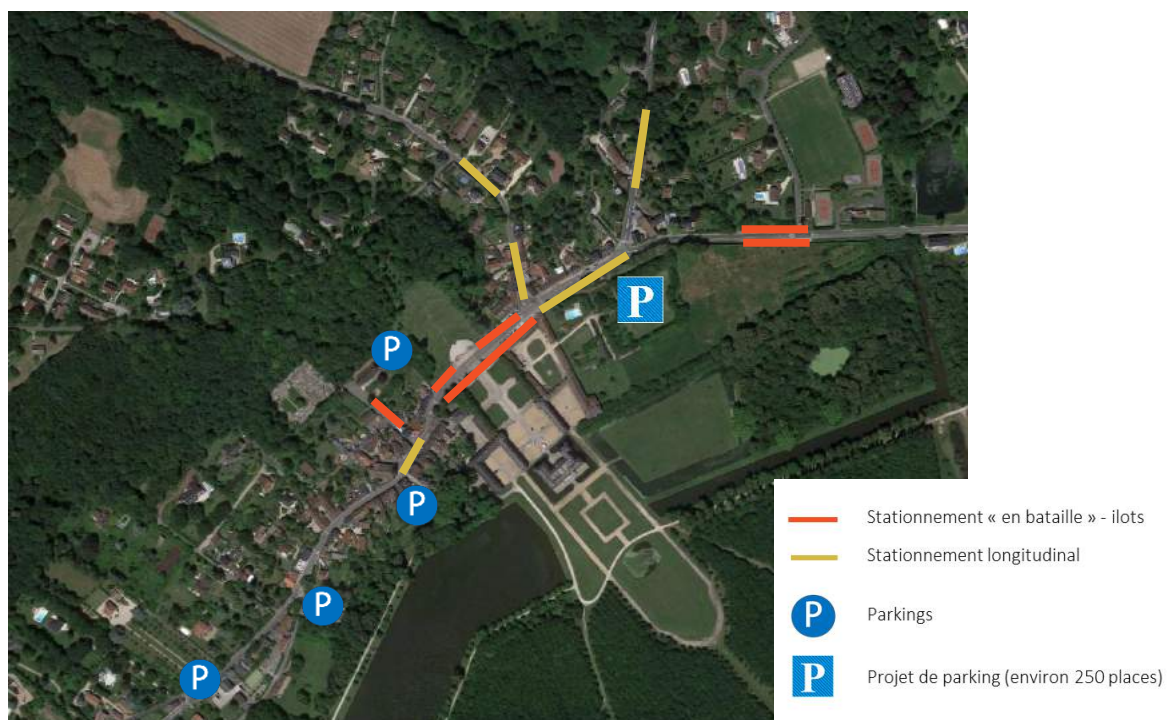 P
P
P
P
P
Stationnement « en bataille » - ilots
Stationnement longitudinal
P Parkings
P Projet de parking (environ 250 places)